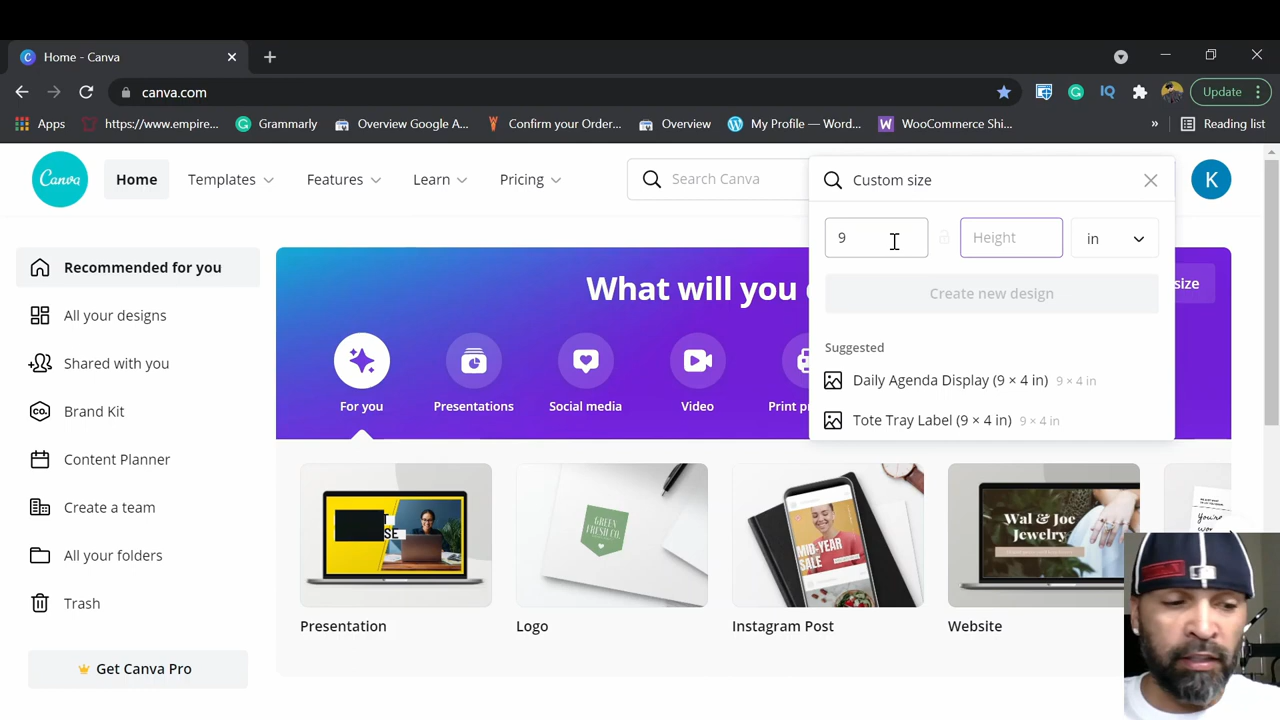 Home - Canva
canva.com
Update
Apps
https://www.empire...
Grammarly
Overview Google A...
Confirm your Order...
Overview
My Profile — Word...
WooCommerce Shi...
»
Reading list
Canva
Home
Templates
Features
Learn
Pricing
Search Canva
Custom size
K
9
Height
in
Create new design
Suggested
Daily Agenda Display (9 × 4 in) 9 × 4 in
Tote Tray Label (9 × 4 in) 9 × 4 in
Recommended for you
All your designs
Shared with you
Brand Kit
Content Planner
Create a team
All your folders
Trash
Get Canva Pro
What will you d
size
For you
Presentations
Social media
Video
Print pr
GREEN
FRESH CO.
MID-YEAR
SALE
Wal & Joe
Jewelry
Presentation
Logo
Instagram Post
Website